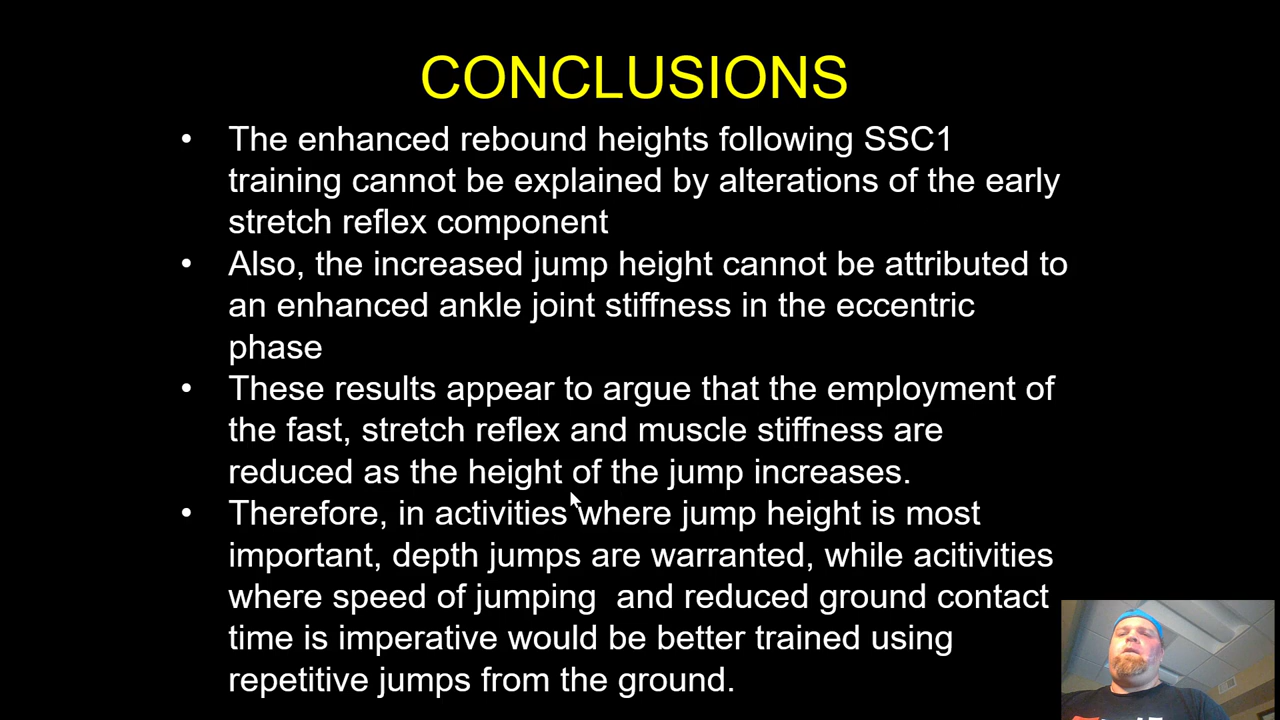 CONCLUSIONS
• The enhanced rebound heights following SSC1
training cannot be explained by alterations of the early
stretch reflex component
• Also, the increased jump height cannot be attributed to
an enhanced ankle joint stiffness in the eccentric
phase
• These results appear to argue that the employment of
the fast, stretch reflex and muscle stiffness are
reduced as the height of the jump increases.
• Therefore, in activities where jump height is most
important, depth jumps are warranted, while acitivities
where speed of jumping  and reduced ground contact
time is imperative would be better trained using
repetitive jumps from the ground.